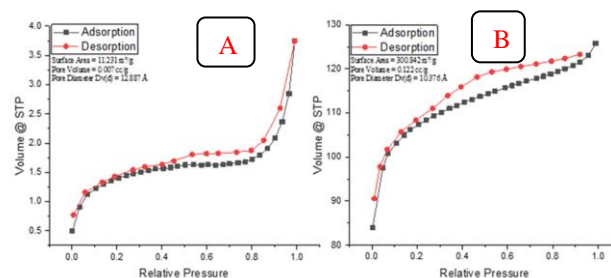 A
Adsorption
Desorption
Surface Area = 11.231 m²/g
Pore Volume = 0.007 cc/g
Pore Diameter Dv(d) = 12.887 A
Volume @ STP
4.0
3.5
3.0
2.5
2.0
1.5
1.0
0.5
0.0
0.2
0.4
0.6
0.8
1.0
Relative Pressure
B
Adsorption
Desorption
Surface Area = 300.842 m²/g
Pore Volume = 0.122 cc/g
Pore Diameter Dv(d) = 10.376 A
Volume @ STP
130
120
110
100
90
80
0.0
0.2
0.4
0.6
0.8
1.0
Relative Pressure